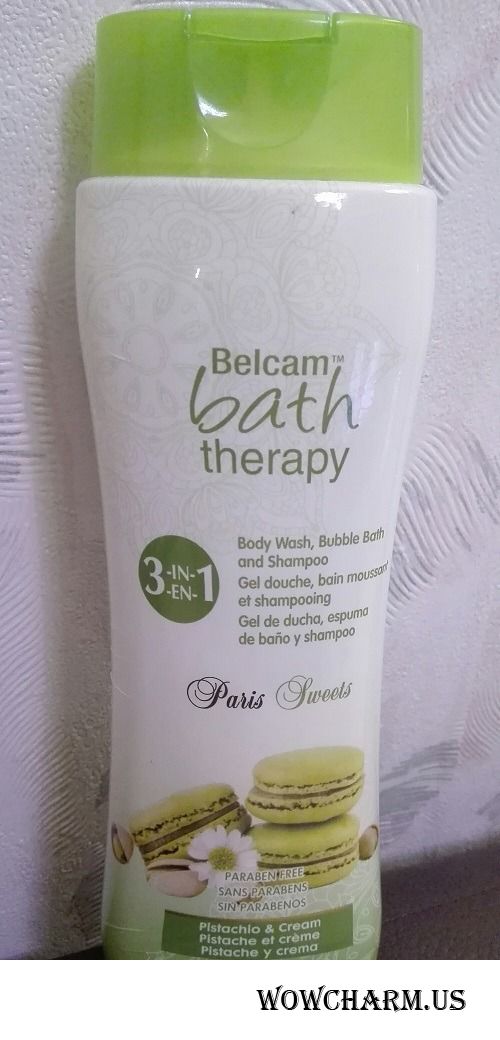 Belcam™
bath
therapy
3-IN-1
-EN-
Body Wash, Bubble Bath
and Shampoo
Gel douche, bain moussant
et shampooing
Gel de ducha, espuma
de baño y shampoo
Paris Sweets
PARABEN FREE
SANS PARABENS
SIN PARABENOS
Pistachio & Cream
Pistache et crème
Pistache y crema
WOWCHARM.US